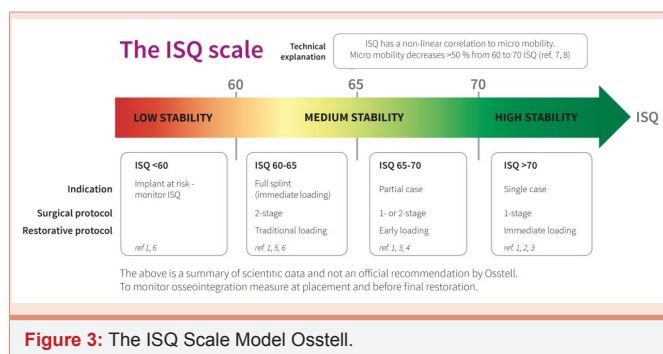 The ISQ scale
Technical
explanation
ISQ has a non-linear correlation to micro mobility.
Micro mobility decreases >50 % from 60 to 70 ISQ (ref. 7, 8)
60
65
70
LOW STABILITY
MEDIUM STABILITY
HIGH STABILITY
ISQ
ISQ <60
ISQ 60-65
ISQ 65-70
ISQ >70
Indication
Implant at risk -
monitor ISQ
Full splint
(immediate loading)
Partial case
Single case
Surgical protocol
2-stage
1- or 2-stage
1-stage
Restorative protocol
Traditional loading
Early loading
Immediate loading
ref 1, 6
ref. 1, 5, 6
ref. 1, 3, 4
ref. 1, 2, 3
The above is a summary of scientific data and not an official recommendation by Osstell.
To monitor osseointegration measure at placement and before final restoration.
Figure 3: The ISQ Scale Model Osstell.